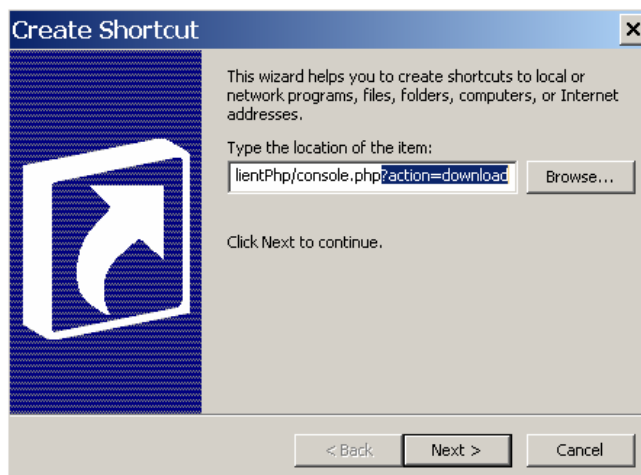 Create Shortcut
This wizard helps you to create shortcuts to local or
network programs, files, folders, computers, or Internet
addresses.
Type the location of the item:
lientPhp/console.php?action=download
Browse...
Click Next to continue.
< Back
Next >
Cancel